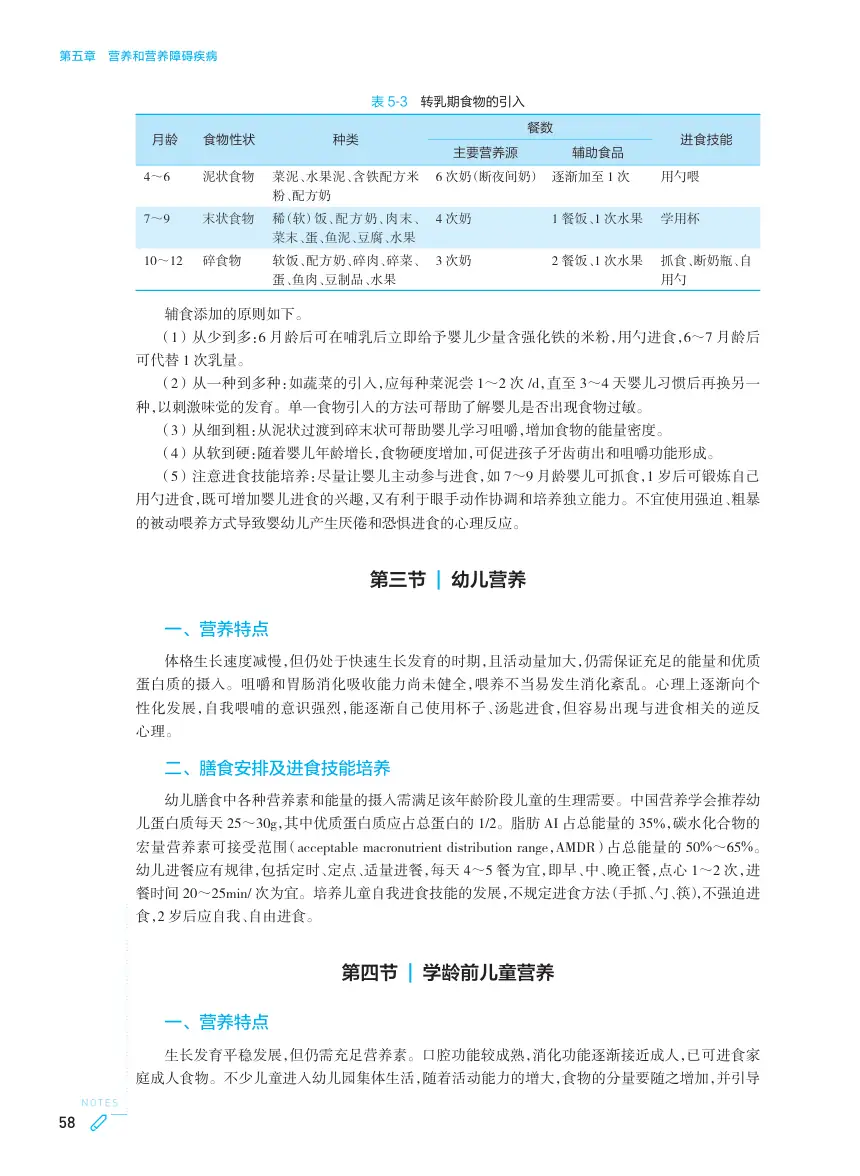 第五章　营养和营养障碍疾病
表 5-3　转乳期食物的引入
月龄　食物性状　种类　餐数　进食技能
主要营养源　辅助食品
4～6　泥状食物　菜泥、水果泥、含铁配方米　6 次奶（断夜间奶）　逐渐加至 1 次　用勺喂
粉、配方奶
7～9　末状食物　稀（软）饭、配方奶、肉末、　4 次奶　1 餐饭、1 次水果　学用杯
菜末、蛋、鱼泥、豆腐、水果
10～12　碎食物　软饭、配方奶、碎肉、碎菜、　3 次奶　2 餐饭、1 次水果　抓食、断奶瓶、自
蛋、鱼肉、豆制品、水果　用勺
辅食添加的原则如下。
（1）从少到多：6 月龄后可在哺乳后立即给予婴儿少量含强化铁的米粉，用勺进食，6～7 月龄后
可代替 1 次乳量。
（2）从一种到多种：如蔬菜的引入，应每种菜泥尝 1～2 次 /d，直至 3～4 天婴儿习惯后再换另一
种，以刺激味觉的发育。单一食物引入的方法可帮助了解婴儿是否出现食物过敏。
（3）从细到粗：从泥状过渡到碎末状可帮助婴儿学习咀嚼，增加食物的能量密度。
（4）从软到硬：随着婴儿年龄增长，食物硬度增加，可促进孩子牙齿萌出和咀嚼功能形成。
（5）注意进食技能培养：尽量让婴儿主动参与进食，如 7～9 月龄婴儿可抓食，1 岁后可锻炼自己
用勺进食，既可增加婴儿进食的兴趣，又有利于眼手动作协调和培养独立能力。不宜使用强迫、粗暴
的被动喂养方式导致婴幼儿产生厌倦和恐惧进食的心理反应。
第三节｜幼儿营养
一、营养特点
体格生长速度减慢，但仍处于快速生长发育的时期，且活动量加大，仍需保证充足的能量和优质
蛋白质的摄入。咀嚼和胃肠消化吸收能力尚未健全，喂养不当易发生消化紊乱。心理上逐渐向个
性化发展，自我喂哺的意识强烈，能逐渐自己使用杯子、汤匙进食，但容易出现与进食相关的逆反
心理。
二、膳食安排及进食技能培养
幼儿膳食中各种营养素和能量的摄入需满足该年龄阶段儿童的生理需要。中国营养学会推荐幼
儿蛋白质每天 25～30g，其中优质蛋白质应占总蛋白的 1/2。脂肪 AI 占总能量的 35%，碳水化合物的
宏量营养素可接受范围（acceptable macronutrient distribution range，AMDR）占总能量的 50%～65%。
幼儿进餐应有规律，包括定时、定点、适量进餐，每天 4～5 餐为宜，即早、中、晚正餐，点心 1～2 次，进
餐时间 20～25min/ 次为宜。培养儿童自我进食技能的发展，不规定进食方法（手抓、勺、筷），不强迫进
食，2 岁后应自我、自由进食。
第四节｜学龄前儿童营养
一、营养特点
生长发育平稳发展，但仍需充足营养素。口腔功能较成熟，消化功能逐渐接近成人，已可进食家
庭成人食物。不少儿童进入幼儿园集体生活，随着活动能力的增大，食物的分量要随之增加，并引导
NOTES
58